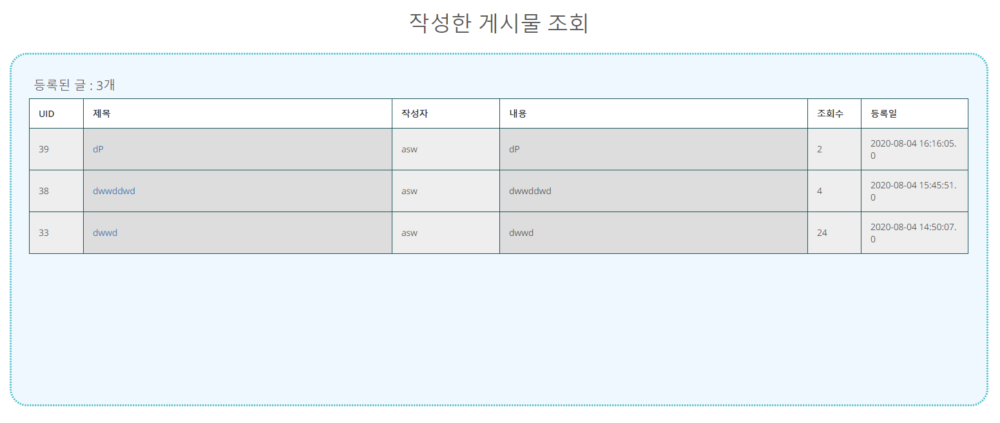 작성한 게시물 조회
등록된 글 : 3개
UID 제목 작성자 내용 조회수 등록일
39 dP asw dP 2 2020-08-04 16:16:05.
0
38 dwwddwd asw dwwddwd 4 2020-08-04 15:45:51.
0
33 dwwd asw dwwd 24 2020-08-04 14:50:07.
0